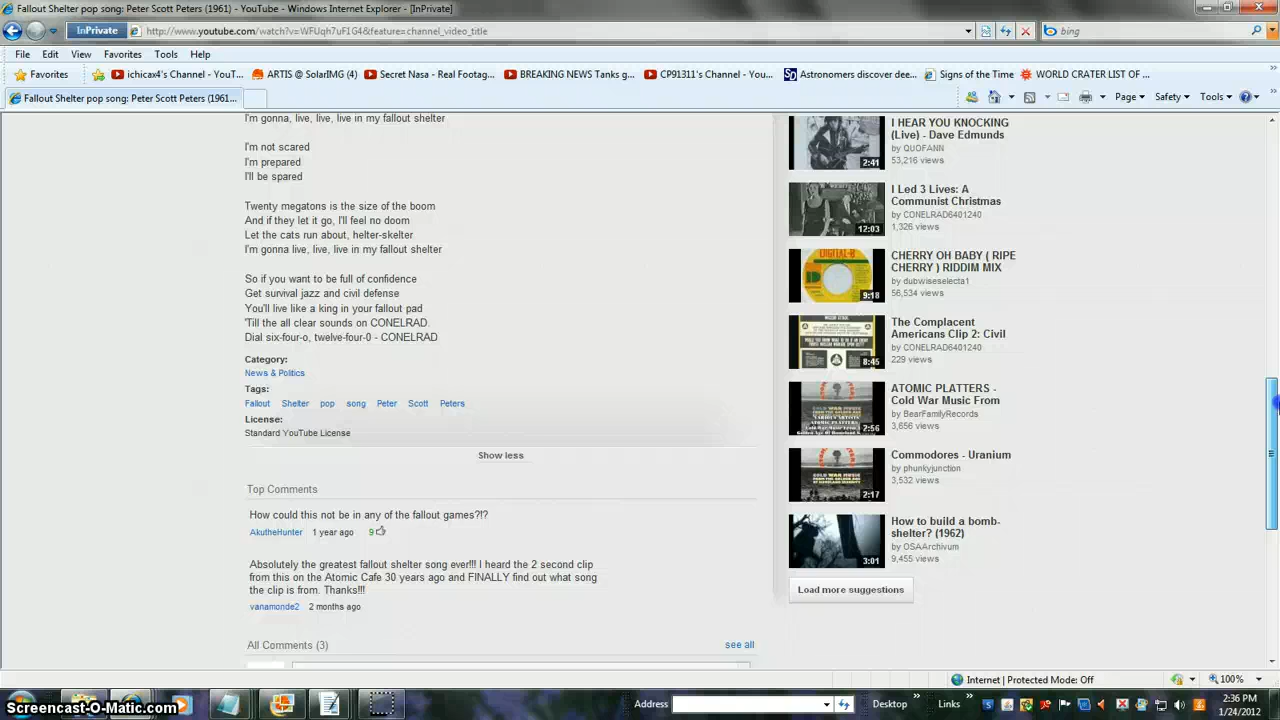 Fallout Shelter pop song: Peter Scott Peters (1961) - YouTube - Windows Internet Explorer - [InPrivate]
InPrivate http://www.youtube.com/watch?v=WFUqh7uF1G4&feature=channel_video_title bing
File Edit View Favorites Tools Help
Favorites ichicax4's Channel - YouT... ARTIS @ SolarIMG (4) Secret Nasa - Real Footag... BREAKING NEWS Tanks g... CP91311's Channel - You... Astronomers discover dee... Signs of the Time WORLD CRATER LIST OF ...
Fallout Shelter pop song: Peter Scott Peters (1961... Page Safety Tools
I'm gonna, live, live, live in my fallout shelter
I'm not scared
I'm prepared
I'll be spared
Twenty megatons is the size of the boom
And if they let it go, I'll feel no doom
Let the cats run about, helter-skelter
I'm gonna live, live, live in my fallout shelter
So if you want to be full of confidence
Get survival jazz and civil defense
You'll live like a king in your fallout pad
'Till the all clear sounds on CONELRAD.
Dial six-four-o, twelve-four-0 - CONELRAD
Category:
News & Politics
Tags:
Fallout Shelter pop song Peter Scott Peters
License:
Standard YouTube License
Show less
Top Comments
How could this not be in any of the fallout games?!?
AkutheHunter 1 year ago 9
Absolutely the greatest fallout shelter song ever!!! I heard the 2 second clip
from this on the Atomic Cafe 30 years ago and FINALLY find out what song
the clip is from. Thanks!!!
vanamonde2 2 months ago
All Comments (3) see all
I HEAR YOU KNOCKING
(Live) - Dave Edmunds
by QUOFANN
53,216 views
2:41
I Led 3 Lives: A
Communist Christmas
by CONELRAD6401240
1,326 views
12:03
CHERRY OH BABY ( RIPE
CHERRY ) RIDDIM MIX
by dubwiseselecta1
56,534 views
9:18
The Complacent
Americans Clip 2: Civil
by CONELRAD6401240
229 views
8:45
ATOMIC PLATTERS -
Cold War Music From
by BearFamilyRecords
3,656 views
2:56
Commodores - Uranium
by phunkyjunction
3,532 views
2:17
How to build a bomb-
shelter? (1962)
by OSAArchivum
9,455 views
3:01
Load more suggestions
Internet | Protected Mode: Off 100%
Screencast-O-Matic.com Address Desktop Links 2:36 PM
1/24/2012